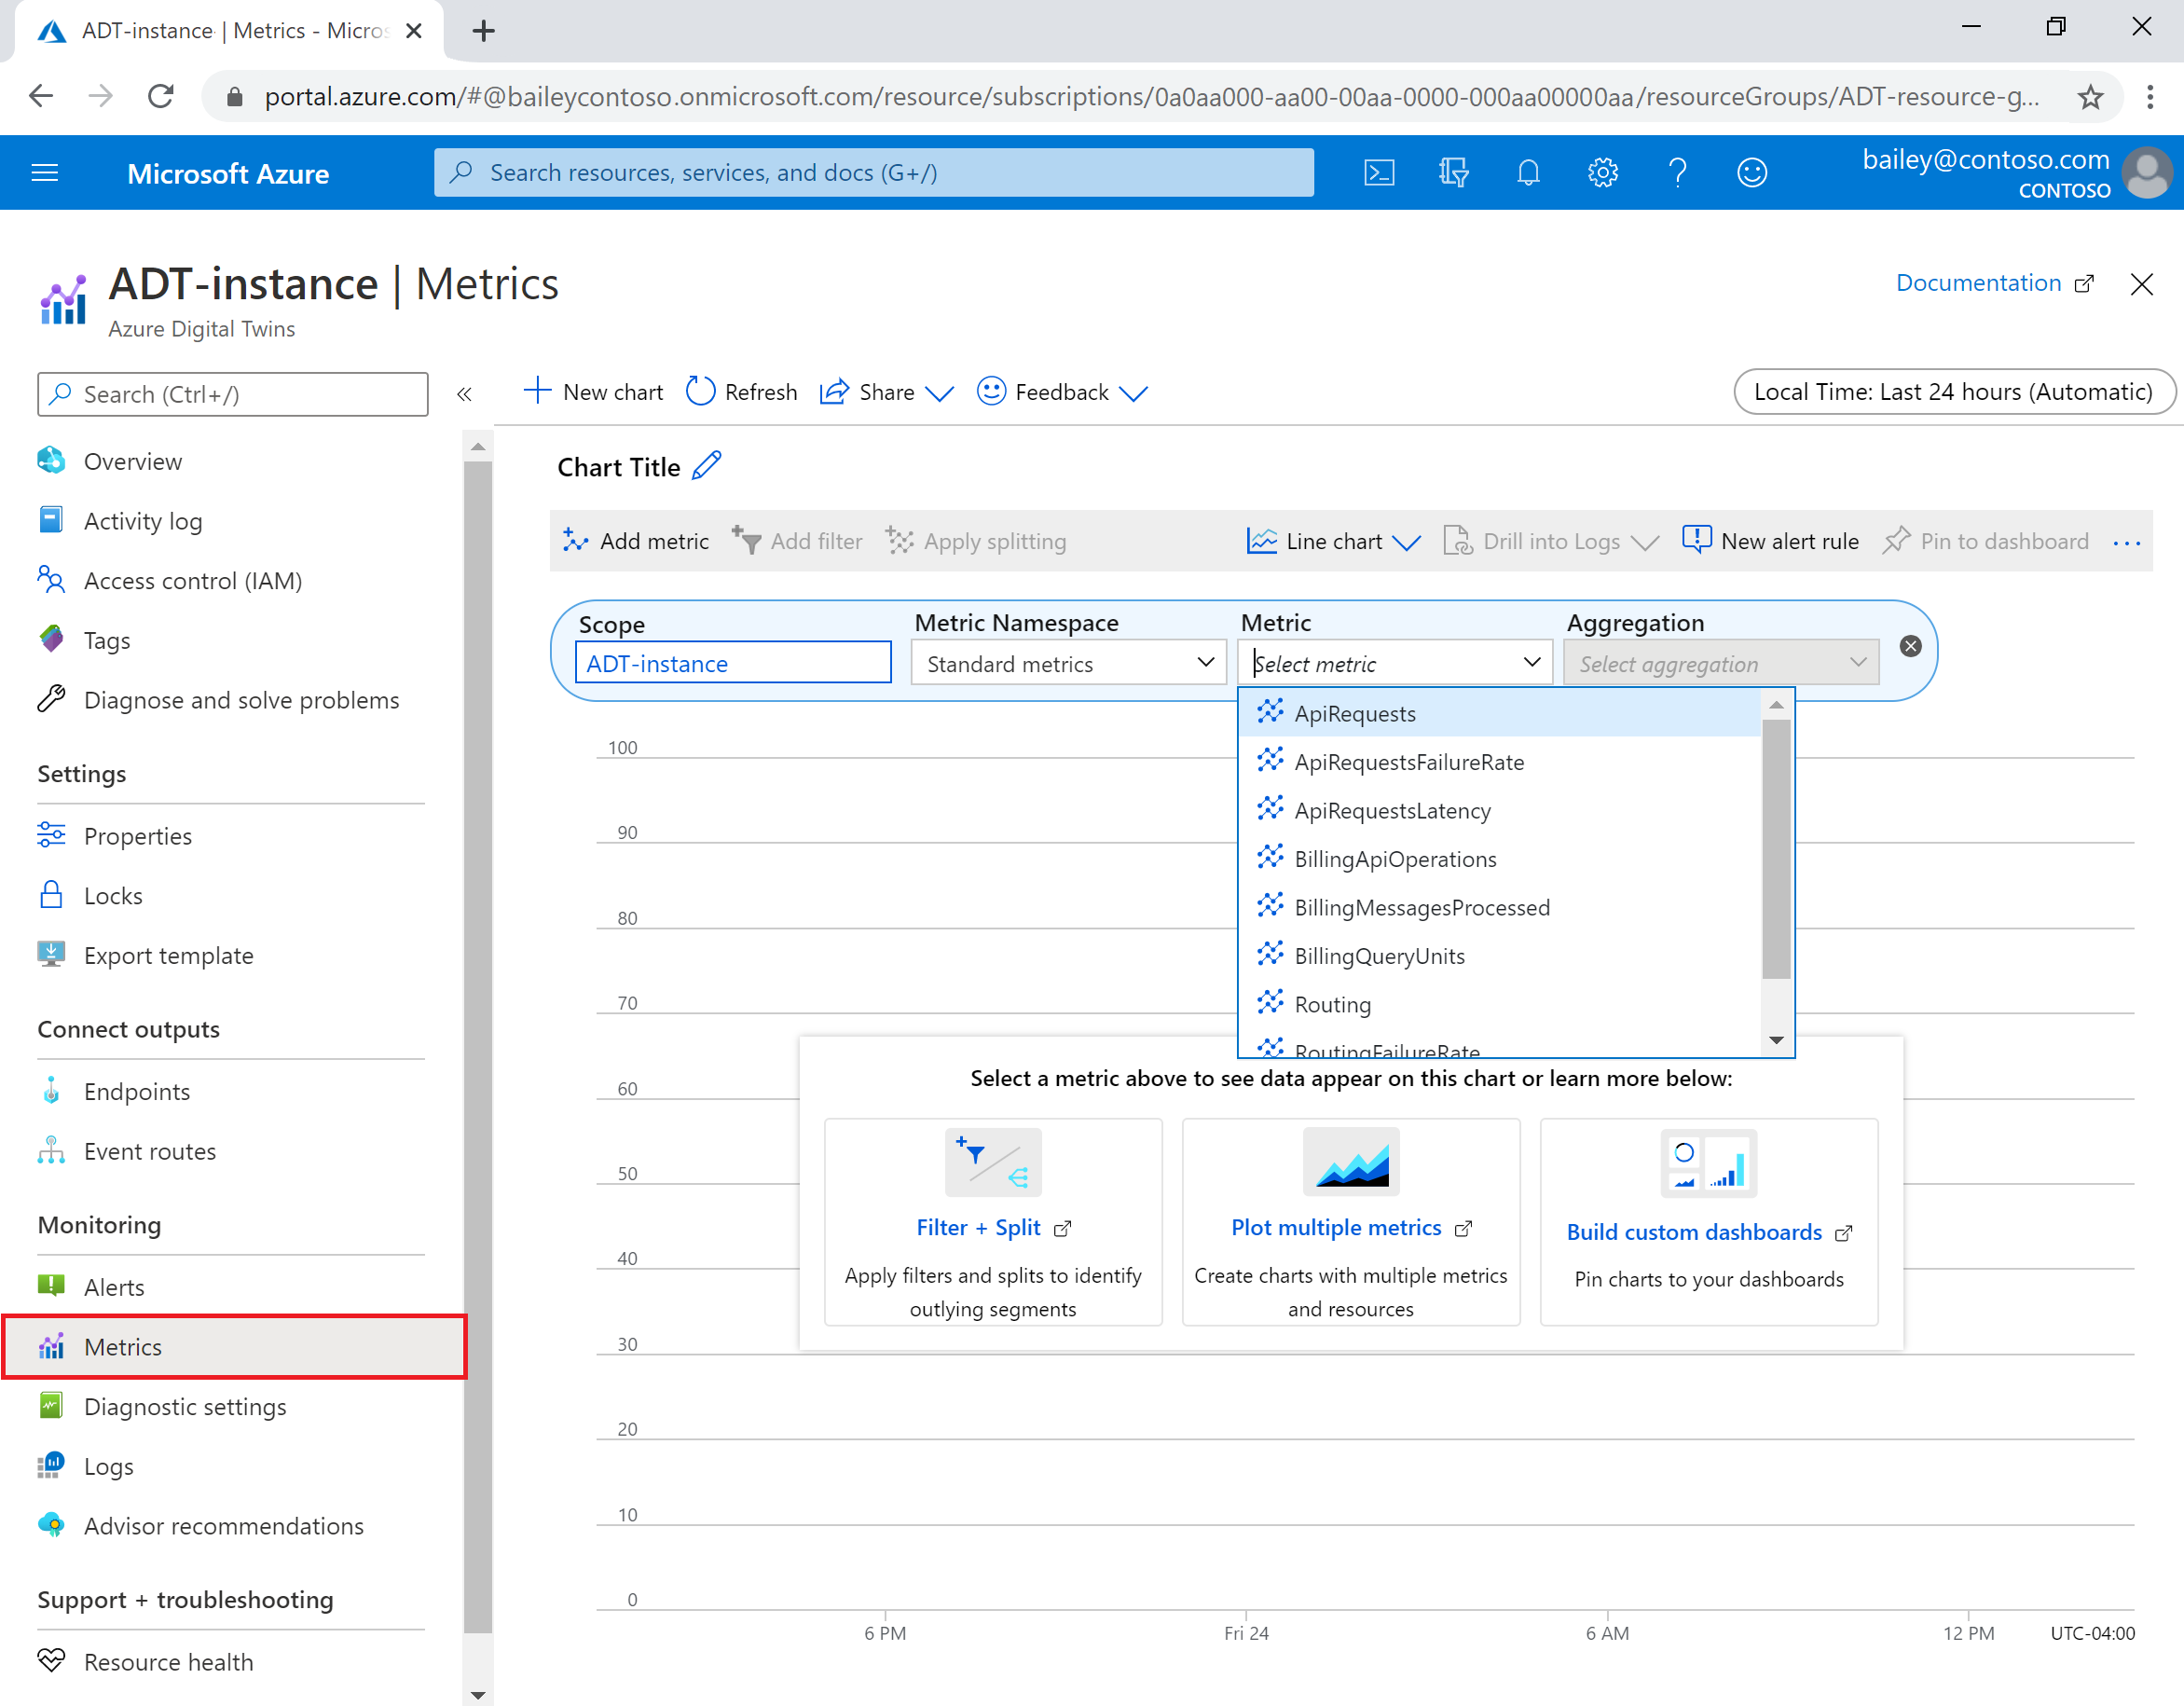 ADT-instance | Metrics - Micros
portal.azure.com/#@baileycontoso.onmicrosoft.com/resource/subscriptions/0a0aa000-aa00-00aa-0000-000aa00000aa/resourceGroups/ADT-resource-g...
Microsoft Azure
Search resources, services, and docs (G+/)
bailey@contoso.com
CONTOSO
ADT-instance | Metrics
Azure Digital Twins
Documentation
Search (Ctrl+/)
«
Overview
Activity log
Access control (IAM)
Tags
Diagnose and solve problems
Settings
Properties
Locks
Export template
Connect outputs
Endpoints
Event routes
Monitoring
Alerts
Metrics
Diagnostic settings
Logs
Advisor recommendations
Support + troubleshooting
Resource health
New chart
Refresh
Share
Feedback
Local Time: Last 24 hours (Automatic)
Chart Title
Add metric
Add filter
Apply splitting
Line chart
Drill into Logs
New alert rule
Pin to dashboard
...
Scope
ADT-instance
Metric Namespace
Standard metrics
Metric
Select metric
Aggregation
Select aggregation
ApiRequests
ApiRequestsFailureRate
ApiRequestsLatency
BillingApiOperations
BillingMessagesProcessed
BillingQueryUnits
Routing
RoutingFailureRate
100
90
80
70
60
50
40
30
20
10
0
Select a metric above to see data appear on this chart or learn more below:
Filter + Split
Apply filters and splits to identify
outlying segments
Plot multiple metrics
Create charts with multiple metrics
and resources
Build custom dashboards
Pin charts to your dashboards
6 PM
Fri 24
6 AM
12 PM
UTC-04:00